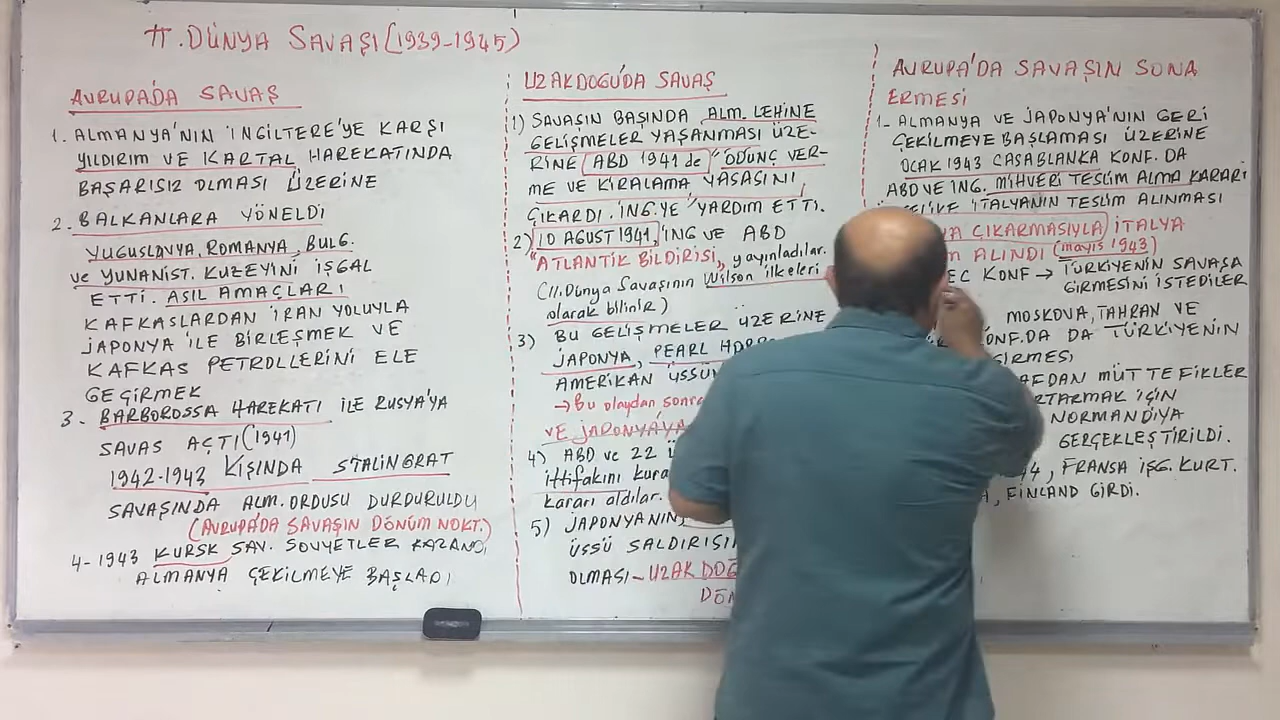 II. DÜNYA SAVAŞI (1939-1945)
AVRUPA'DA SAVAŞ
1. ALMANYA'NIN İNGİLTERE'YE KARŞI
YILDIRIM VE KARTAL HAREKATINDA
BAŞARISIZ OLMASI ÜZERİNE
2. BALKANLARA YÖNELDİ
YUGUSLOVYA, ROMANYA, BULG.
ve YUNANİST. KUZEYİNİ İŞGAL
ETTİ. ASIL AMAÇLARI
KAFKASLARDAN İRAN YOLUYLA
JAPONYA İLE BİRLEŞMEK VE
KAFKAS PETROLLERİNİ ELE
GEÇİRMEK
3. BARBOROSSA HAREKATI İLE RUSYA'YA
SAVAS AÇTI (1941)
1942-1943 KIŞINDA STALİNGRAT
SAVAŞINDA ALM. ORDUSU DURDURULDU
(AVRUPA'DA SAVAŞIN DÖNÜM NOKT.)
4- 1943 KURSK SAV. SOVYETLER KAZANDI
ALMANYA ÇEKİLMEYE BAŞLADI
UZAKDOĞU'DA SAVAŞ
1) SAVAŞIN BAŞINDA ALM. LEHİNE
GELİŞMELER YAŞANMASI ÜZE-
RİNE ABD 1941 de "ÖDÜNÇ VER-
ME VE KİRALAMA YASASINI
ÇIKARDI. İNG.YE "YARDIM ETTİ.
2) 10 AGUST 1941, İNG VE ABD
"ATLANTİK BİLDİRİSİ" yayınladılar.
(II. Dünya Savaşının Wilson ilkeleri
olarak bilinir)
3) BU GELİŞMELER ÜZERİNE
JAPONYA, PEARL
AMERİKAN
→ Bu olaydan
VE JAPONYA'YA
4) ABD ve 22
ittifakını
kararı aldılar.
5) JAPONYANIN,
ÜSSÜ
OLMASI - UZAK
AVRUPA'DA SAVAŞIN SONA
ERMESİ
1- ALMANYA VE JAPONYA'NIN GERİ
ÇEKİLMEYE BAŞLAMASI ÜZERİNE
OCAK 1943 CASABLANKA KONF. DA
ABD VE İNG. MİHVERİ TESLİM ALMA KARARI
İTALYANIN TESLİM ALINMASI
ÇIKARMASIYLA İTALYA
ALINDI (mayıs 1943)
KONF → TÜRKİYENİN SAVAŞA
GİRMESİNİ İSTEDİLER
MOSKOVA, TAHRAN VE
DA DA TÜRKİYENİN
MÜTTEFİKLER
İÇİN
NORMANDİYA
GERÇEKLEŞTİRİLDİ.
FRANSA İŞG. KURT.
FİNLAND GİRDİ.